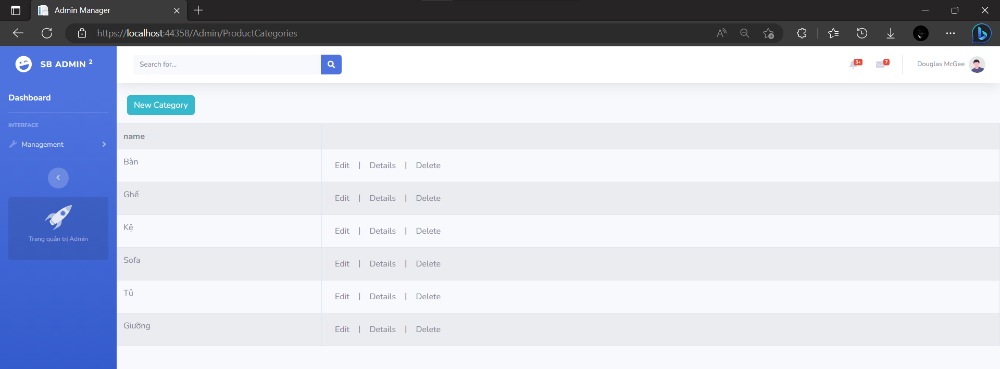 Admin Manager
https://localhost:44358/Admin/ProductCategories
SB ADMIN 2
Search for...
3+
7
Douglas McGee
Dashboard
New Category
INTERFACE
Management
Trang quản trị Admin
name
Bàn
Edit | Details | Delete
Ghế
Edit | Details | Delete
Kệ
Edit | Details | Delete
Sofa
Edit | Details | Delete
Tủ
Edit | Details | Delete
Giường
Edit | Details | Delete